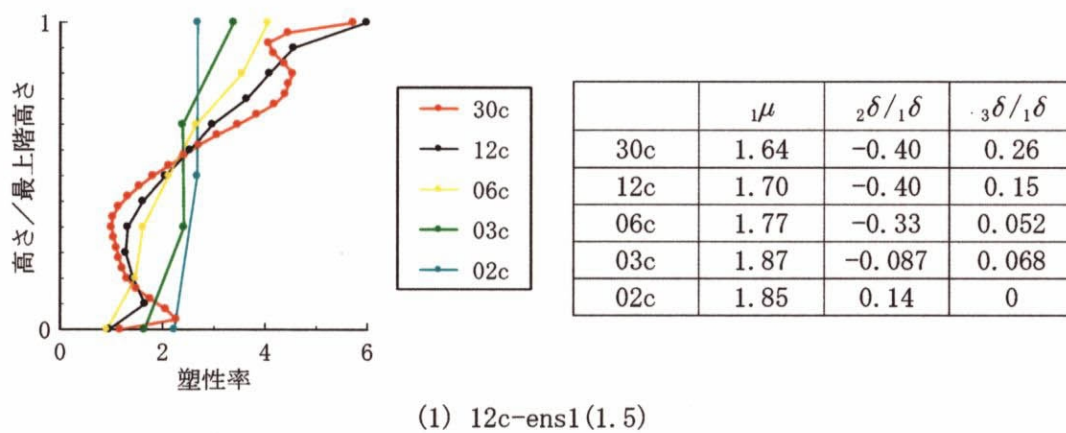 1
高さ／最上階高さ
0
0 2 4 6
塑性率
30c
12c
06c
03c
02c
₁μ ₂δ/₁δ ₃δ/₁δ
30c 1.64 -0.40 0.26
12c 1.70 -0.40 0.15
06c 1.77 -0.33 0.052
03c 1.87 -0.087 0.068
02c 1.85 0.14 0
(1) 12c-ens1(1.5)